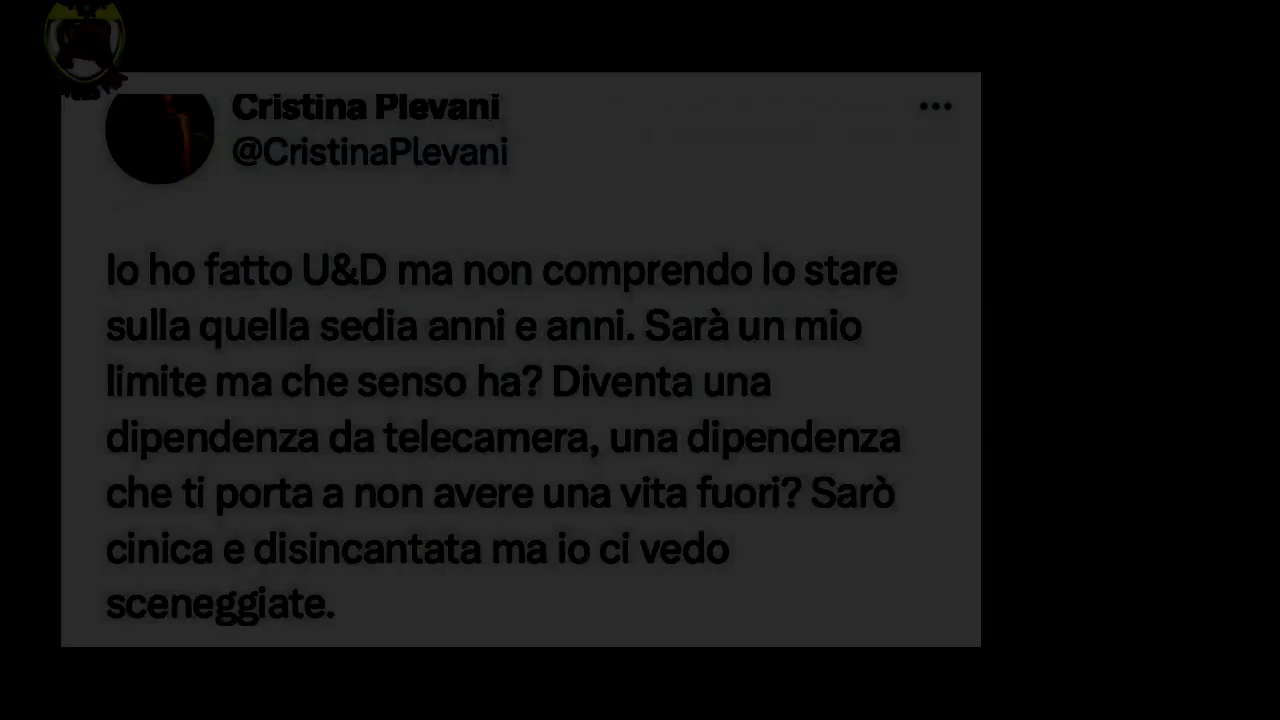 Cristina Plevani
@CristinaPlevani
Io ho fatto U&D ma non comprendo lo stare
sulla quella sedia anni e anni. Sarà un mio
limite ma che senso ha? Diventa una
dipendenza da telecamera, una dipendenza
che ti porta a non avere una vita fuori? Sarò
cinica e disincantata ma io ci vedo
sceneggiate.